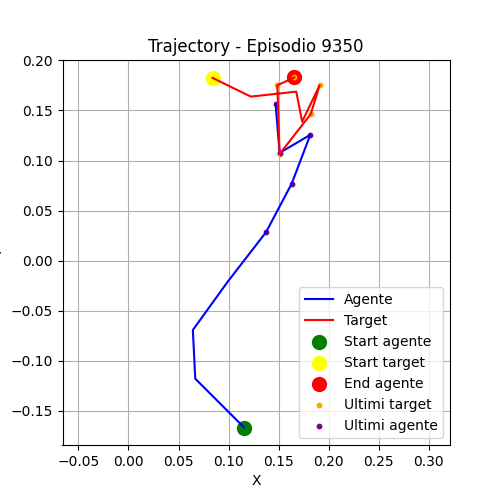 Trajectory - Episodio 9350
0.20
0.15
0.10
0.05
0.00
−0.05
−0.10
−0.15
Agente
Target
Start agente
Start target
End agente
Ultimi target
Ultimi agente
−0.05 0.00 0.05 0.10 0.15 0.20 0.25 0.30
X